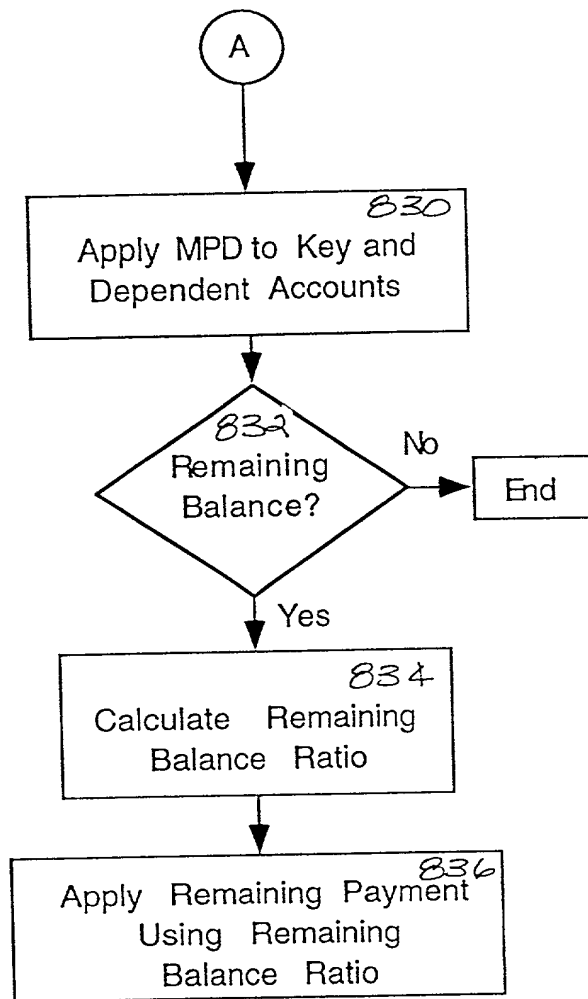 A
830
Apply MPD to Key and
Dependent Accounts
832
Remaining
Balance?
No
End
Yes
834
Calculate Remaining
Balance Ratio
836
Apply Remaining Payment
Using Remaining
Balance Ratio